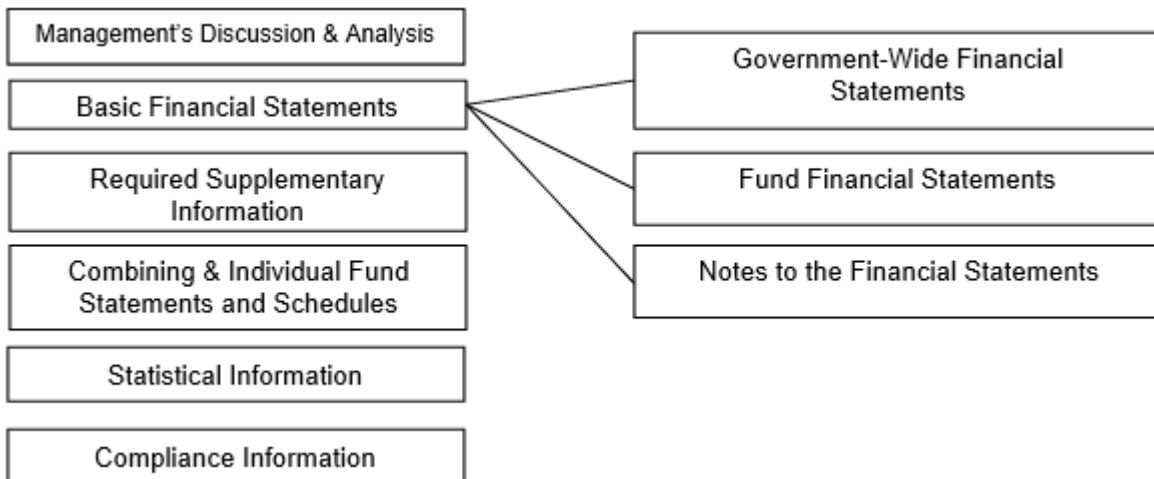 Management's Discussion & Analysis
Basic Financial Statements
Required Supplementary
Information
Combining & Individual Fund
Statements and Schedules
Statistical Information
Compliance Information
Government-Wide Financial
Statements
Fund Financial Statements
Notes to the Financial Statements